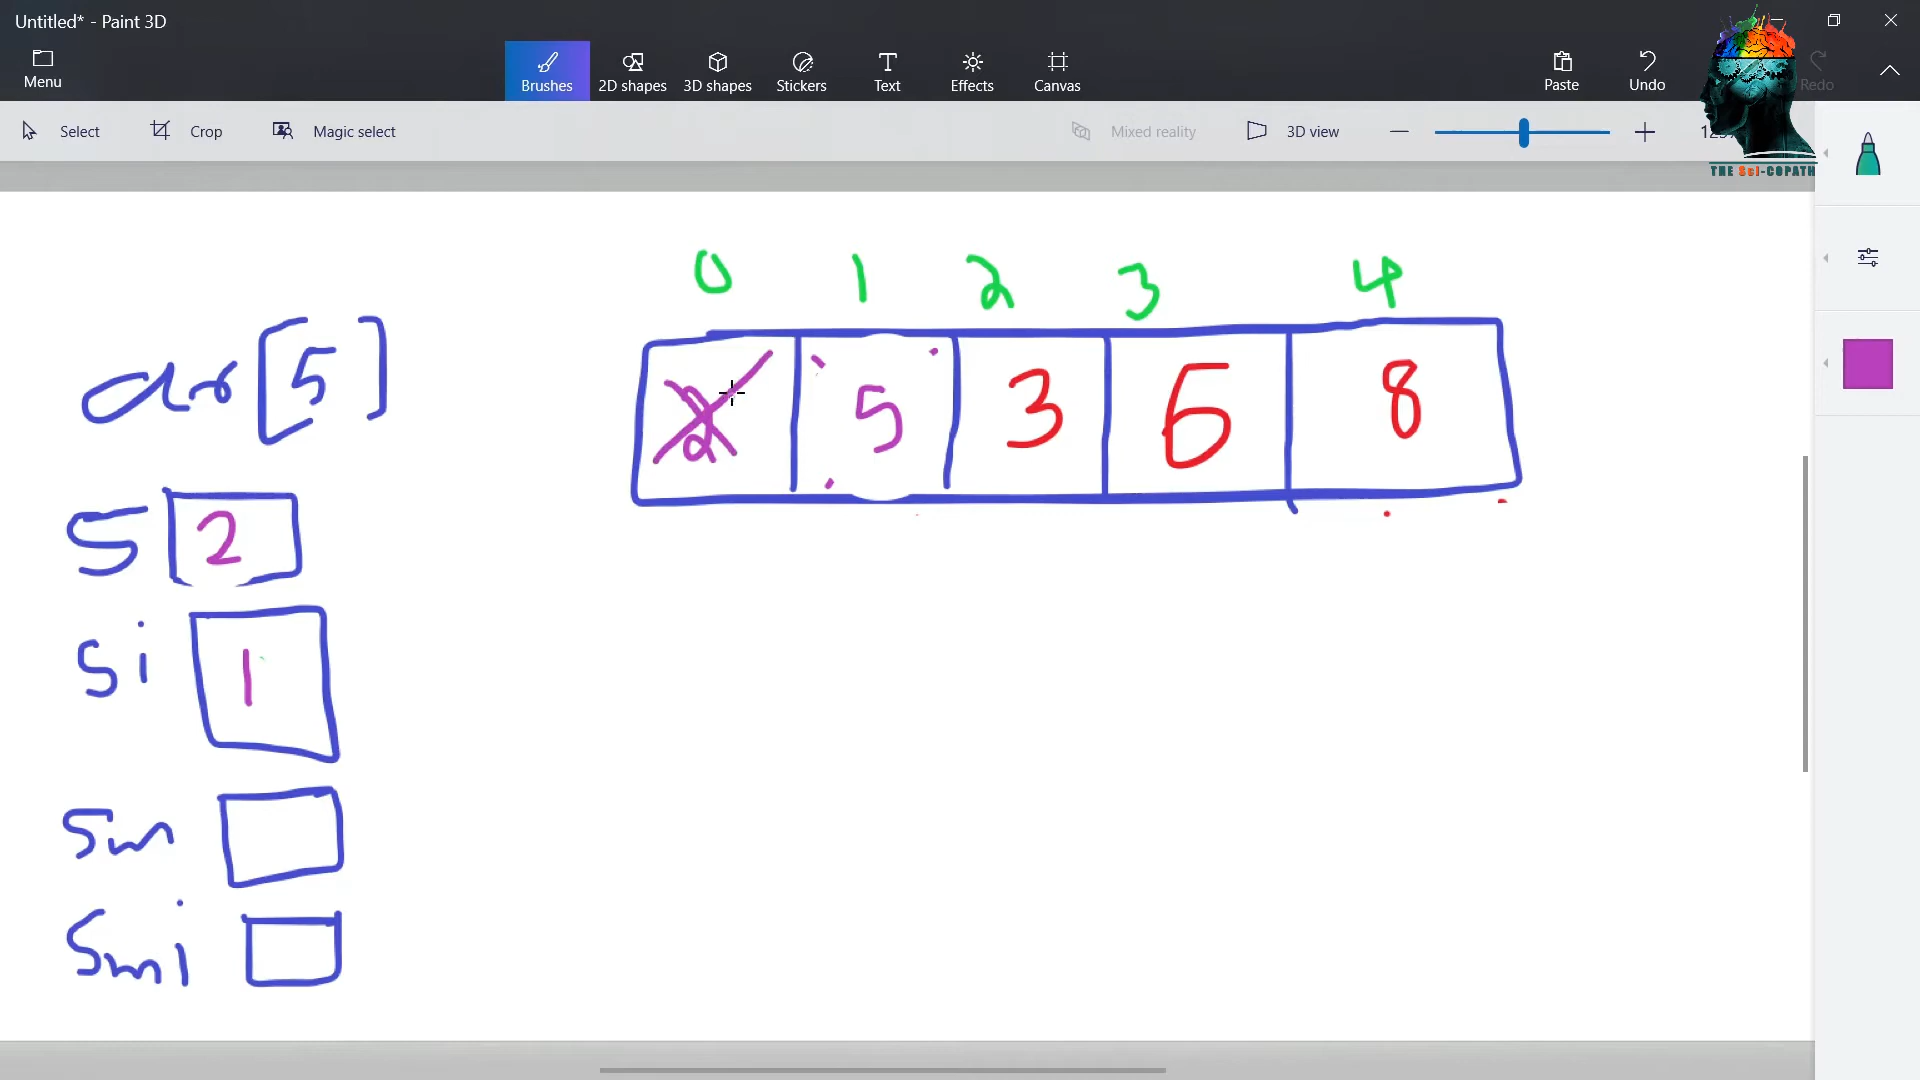 Untitled* - Paint 3D
Menu
Brushes
2D shapes
3D shapes
Stickers
Text
Effects
Canvas
Paste
Undo
Redo
Select
Crop
Magic select
Mixed reality
3D view
THE SCI-COPATH
0 1 2 3 4
ar[5]
2 5 3 6 8
S 2
Si 1
Sm
Smi